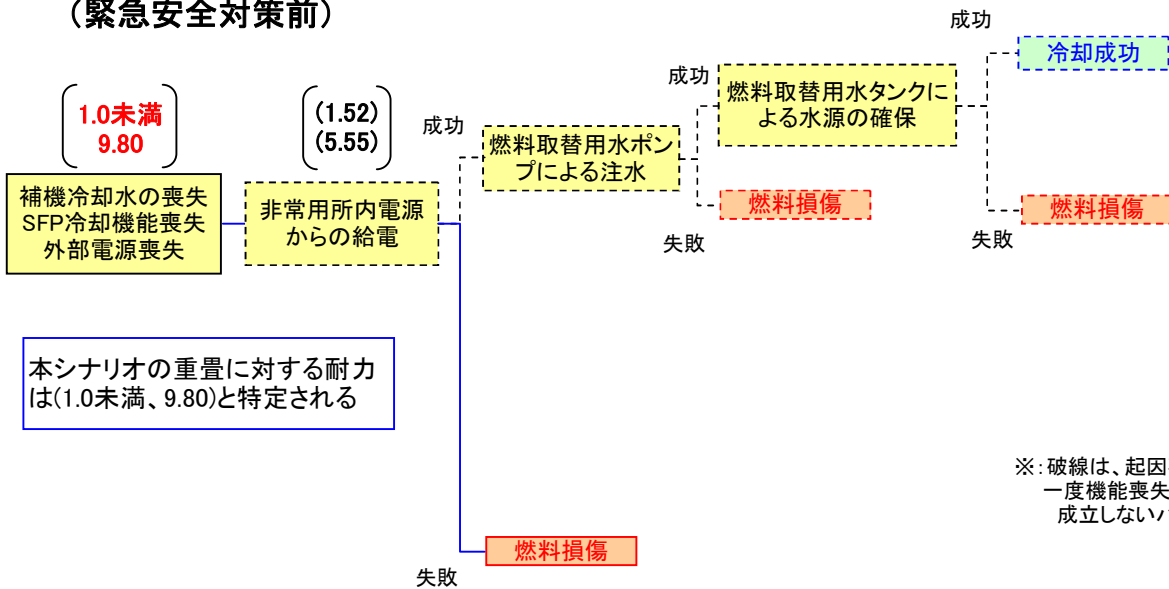 （緊急安全対策前）
成功
冷却成功
成功
燃料取替用水タンクに
よる水源の確保
1.0未満
9.80
(1.52)
(5.55)
成功
燃料取替用水ポン
プによる注水
補機冷却水の喪失
SFP冷却機能喪失
外部電源喪失
非常用所内電源
からの給電
燃料損傷
失敗
燃料損傷
失敗
本シナリオの重畳に対する耐力
は(1.0未満、9.80)と特定される
※：破線は、起因
一度機能喪失
成立しない
燃料損傷
失敗